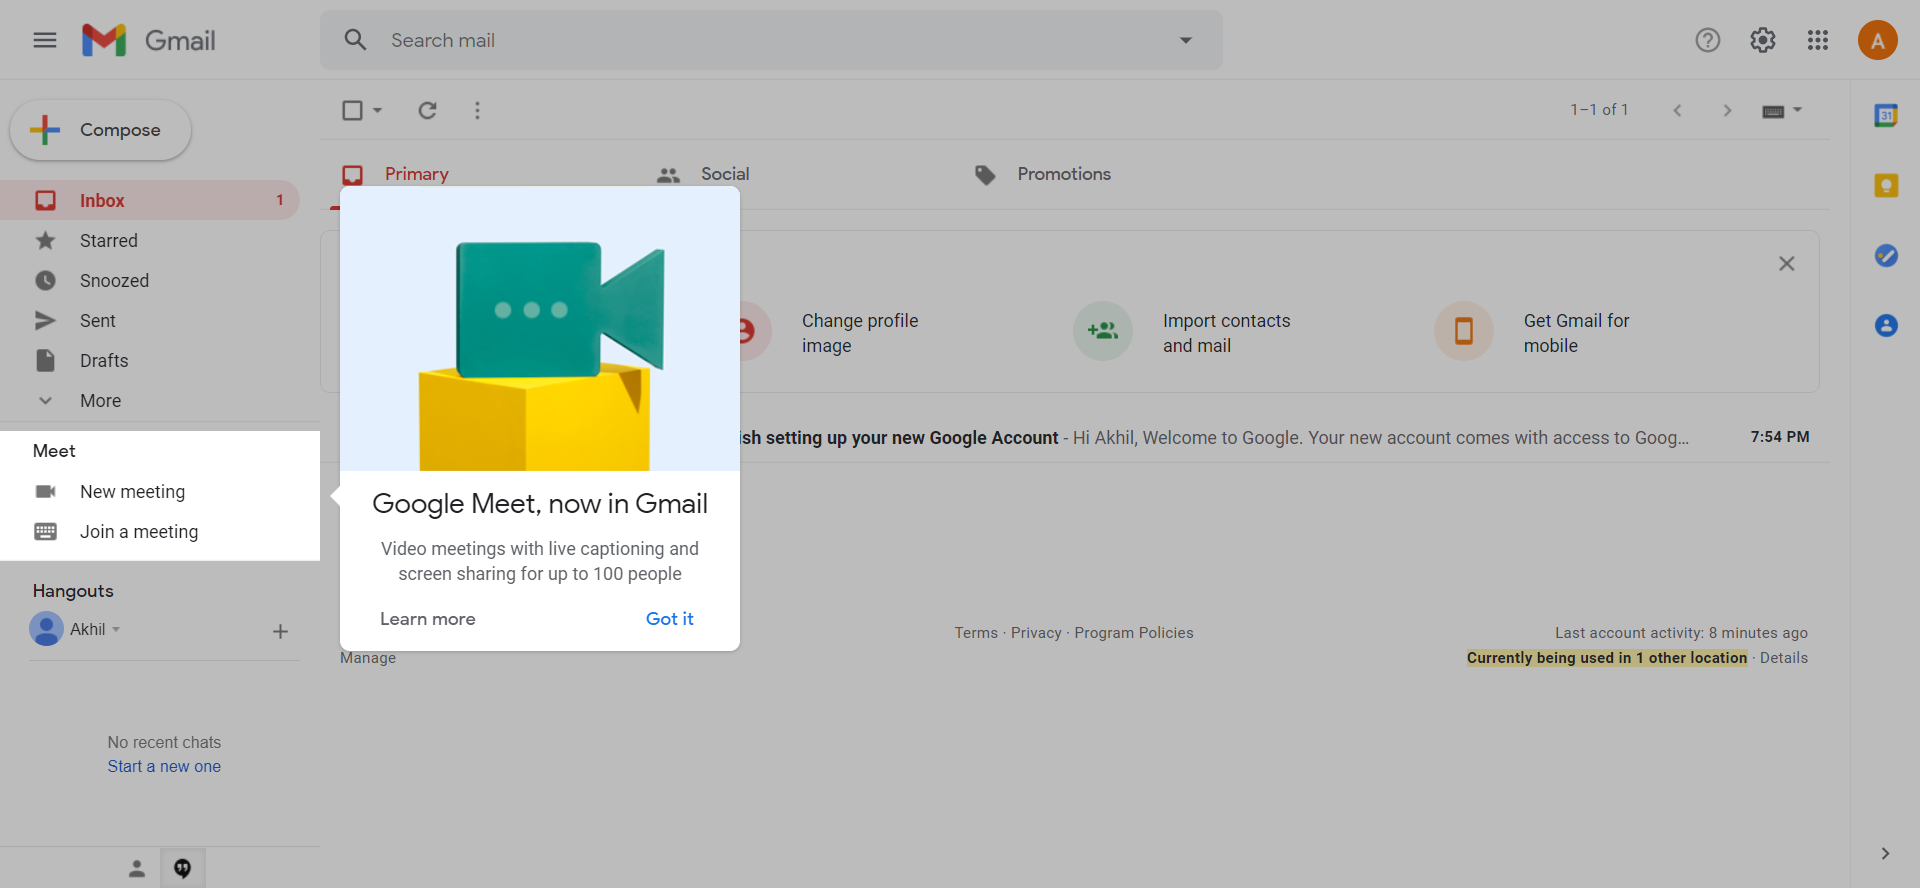 Gmail
Search mail
A
Compose
1–1 of 1
31
Primary
Social
Promotions
Inbox
1
Starred
Snoozed
Sent
Drafts
More
Change profile
image
Import contacts
and mail
Get Gmail for
mobile
ish setting up your new Google Account - Hi Akhil, Welcome to Google. Your new account comes with access to Goog...
7:54 PM
Meet
New meeting
Join a meeting
Google Meet, now in Gmail
Video meetings with live captioning and
screen sharing for up to 100 people
Learn more
Got it
Hangouts
Akhil
Manage
Terms · Privacy · Program Policies
Last account activity: 8 minutes ago
Currently being used in 1 other location · Details
No recent chats
Start a new one